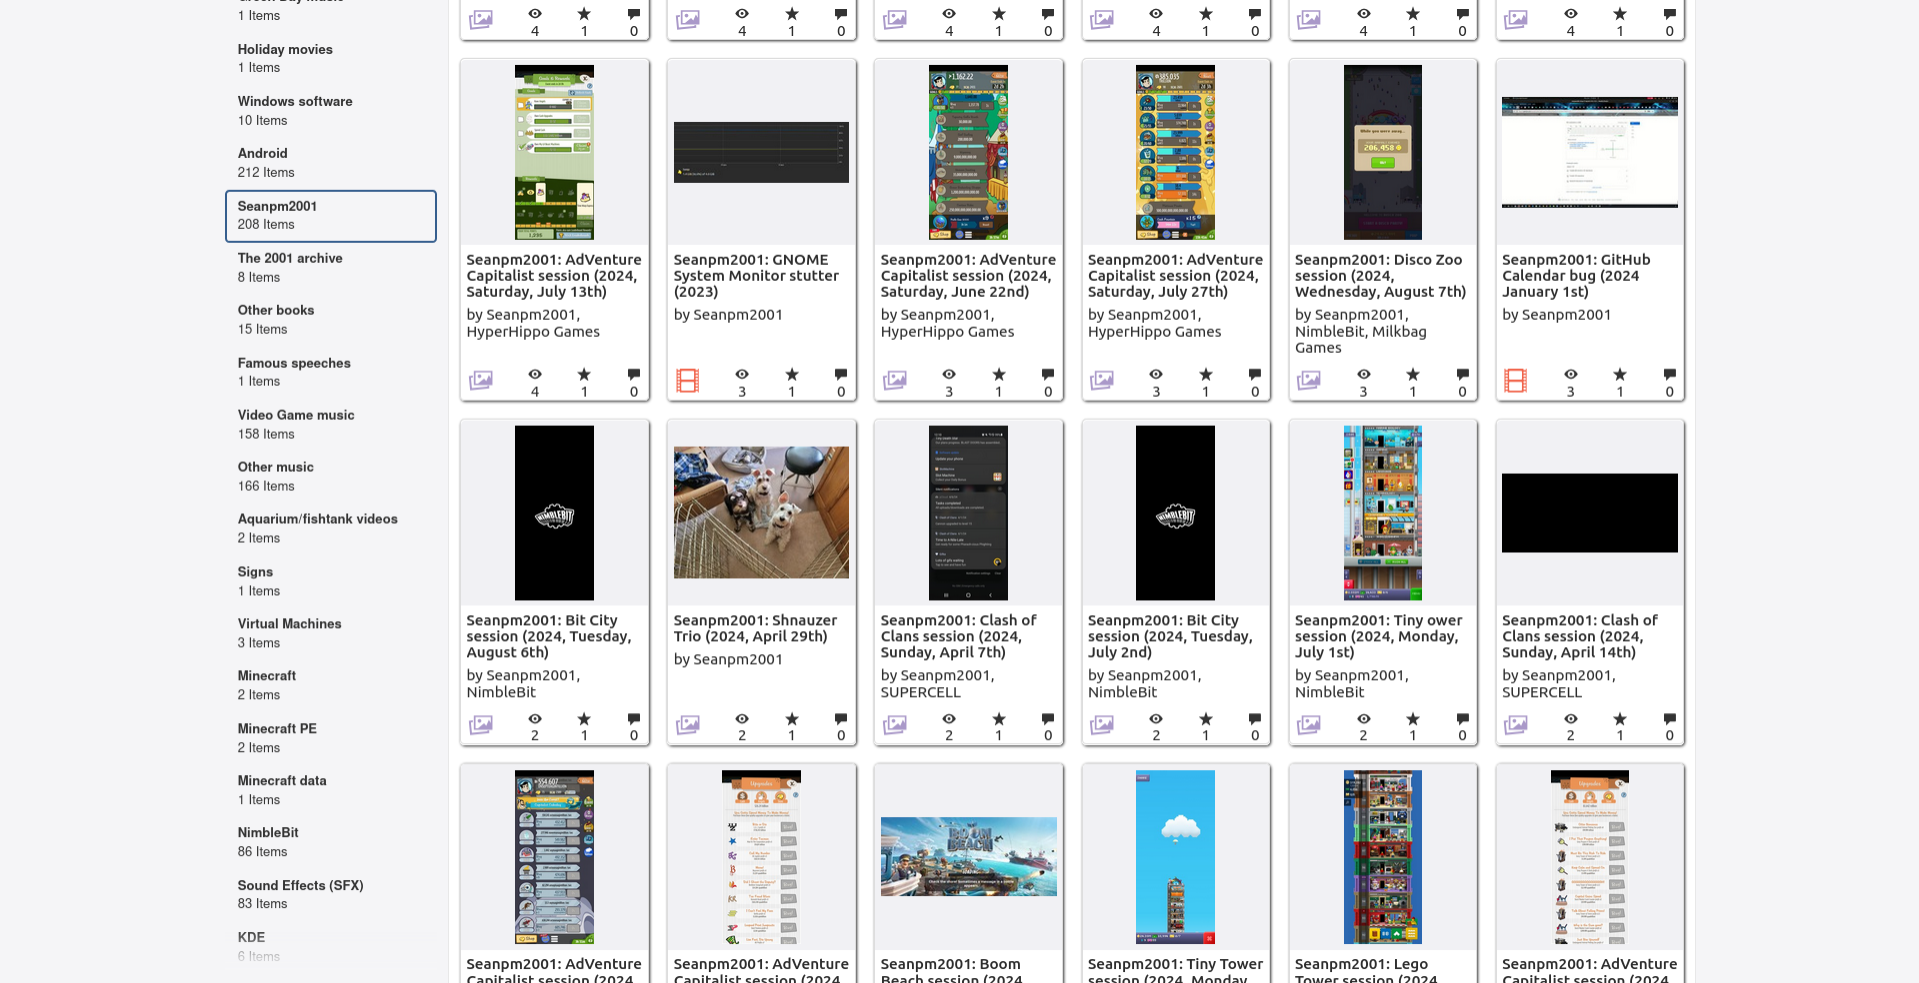 Green Day music
1 Items
Holiday movies
1 Items
Windows software
10 Items
Android
212 Items
Seanpm2001
208 Items
The 2001 archive
8 Items
Other books
15 Items
Famous speeches
1 Items
Video Game music
158 Items
Other music
166 Items
Aquarium/fishtank videos
2 Items
Signs
1 Items
Virtual Machines
3 Items
Minecraft
2 Items
Minecraft PE
2 Items
Minecraft data
1 Items
NimbleBit
86 Items
Sound Effects (SFX)
83 Items
KDE
6 Items
4 1 0
4 1 0
4 1 0
4 1 0
4 1 0
4 1 0
Seanpm2001: AdVenture
Capitalist session (2024,
Saturday, July 13th)
by Seanpm2001,
HyperHippo Games
4 1 0
Seanpm2001: GNOME
System Monitor stutter
(2023)
by Seanpm2001
3 1 0
Seanpm2001: AdVenture
Capitalist session (2024,
Saturday, June 22nd)
by Seanpm2001,
HyperHippo Games
3 1 0
Seanpm2001: AdVenture
Capitalist session (2024,
Saturday, July 27th)
by Seanpm2001,
HyperHippo Games
3 1 0
While you were away...
206,458
Seanpm2001: Disco Zoo
session (2024,
Wednesday, August 7th)
by Seanpm2001,
NimbleBit, Milkbag
Games
3 1 0
Seanpm2001: GitHub
Calendar bug (2024
January 1st)
by Seanpm2001
3 1 0
NIMBLEBIT
Seanpm2001: Bit City
session (2024, Tuesday,
August 6th)
by Seanpm2001,
NimbleBit
2 1 0
Seanpm2001: Shnauzer
Trio (2024, April 29th)
by Seanpm2001
2 1 0
Seanpm2001: Clash of
Clans session (2024,
Sunday, April 7th)
by Seanpm2001,
SUPERCELL
2 1 0
NIMBLEBIT
Seanpm2001: Bit City
session (2024, Tuesday,
July 2nd)
by Seanpm2001,
NimbleBit
2 1 0
Seanpm2001: Tiny ower
session (2024, Monday,
July 1st)
by Seanpm2001,
NimbleBit
2 1 0
Seanpm2001: Clash of
Clans session (2024,
Sunday, April 14th)
by Seanpm2001,
SUPERCELL
2 1 0
Seanpm2001: AdVenture
Capitalist session (2024,
Upgrades
Seanpm2001: AdVenture
Capitalist session (2024,
BOOM
BEACH
Seanpm2001: Boom
Beach session (2024,
Seanpm2001: Tiny Tower
session (2024, Monday,
Seanpm2001: Lego
Tower session (2024,
Upgrades
Seanpm2001: AdVenture
Capitalist session (2024,